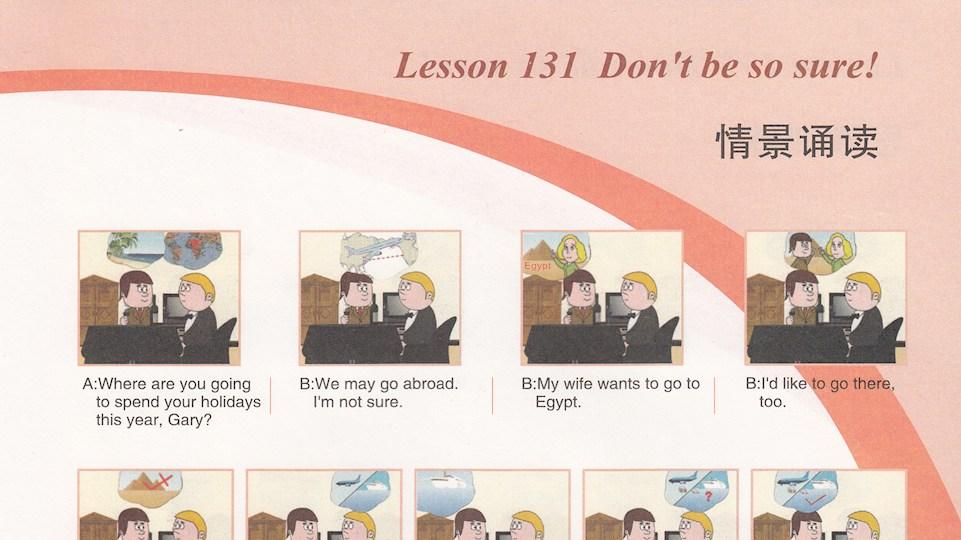 Lesson 131 Don't be so sure!
情景诵读
Egypt
A:Where are you going
to spend your holidays
this year, Gary?
B:We may go abroad.
I'm not sure.
B:My wife wants to go to
Egypt.
B:I'd like to go there,
too.
?